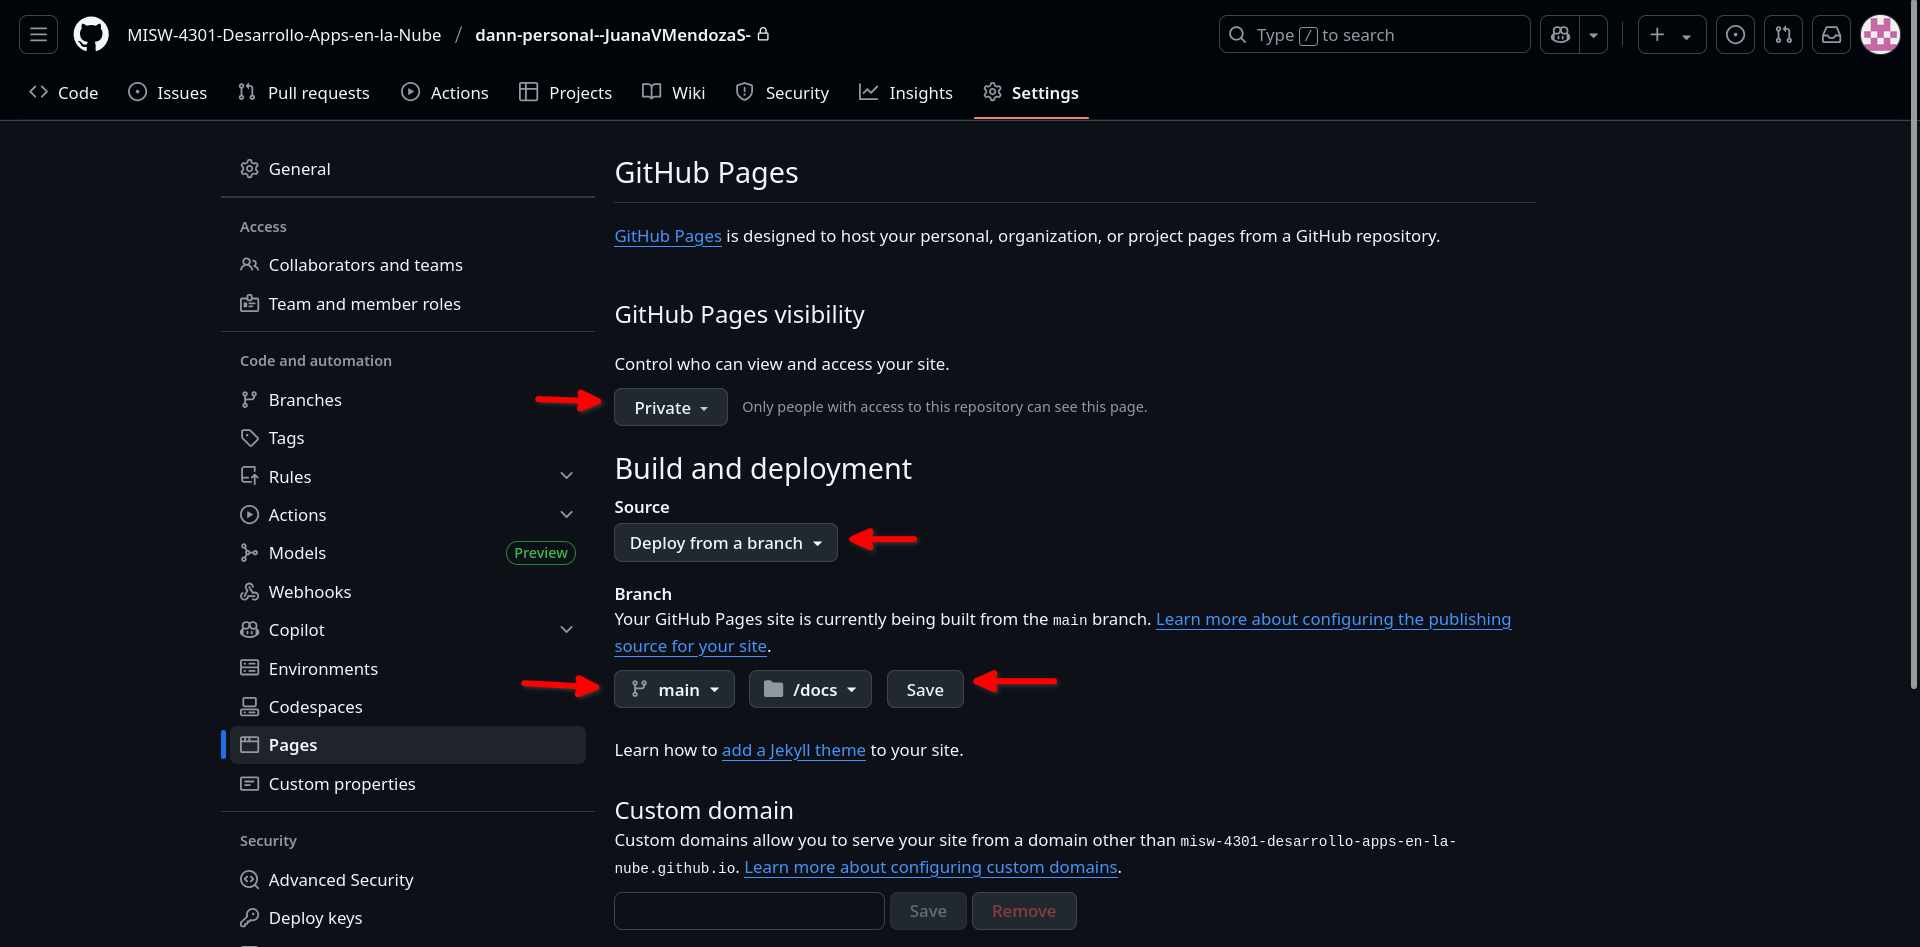 MISW-4301-Desarrollo-Apps-en-la-Nube / dann-personal--JuanaVMendozaS-
Type / to search
Code Issues Pull requests Actions Projects Wiki Security Insights Settings
General
Access
Collaborators and teams
Team and member roles
Code and automation
Branches
Tags
Rules
Actions
Models Preview
Webhooks
Copilot
Environments
Codespaces
Pages
Custom properties
Security
Advanced Security
Deploy keys
GitHub Pages
GitHub Pages is designed to host your personal, organization, or project pages from a GitHub repository.
GitHub Pages visibility
Control who can view and access your site.
Private Only people with access to this repository can see this page.
Build and deployment
Source
Deploy from a branch
Branch
Your GitHub Pages site is currently being built from the main branch. Learn more about configuring the publishing
source for your site.
main /docs Save
Learn how to add a Jekyll theme to your site.
Custom domain
Custom domains allow you to serve your site from a domain other than misw-4301-desarrollo-apps-en-la-
nube.github.io. Learn more about configuring custom domains.
Save Remove